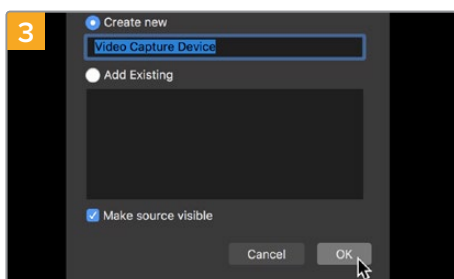 3
Create new
Video Capture Device
Add Existing
Make source visible
Cancel OK